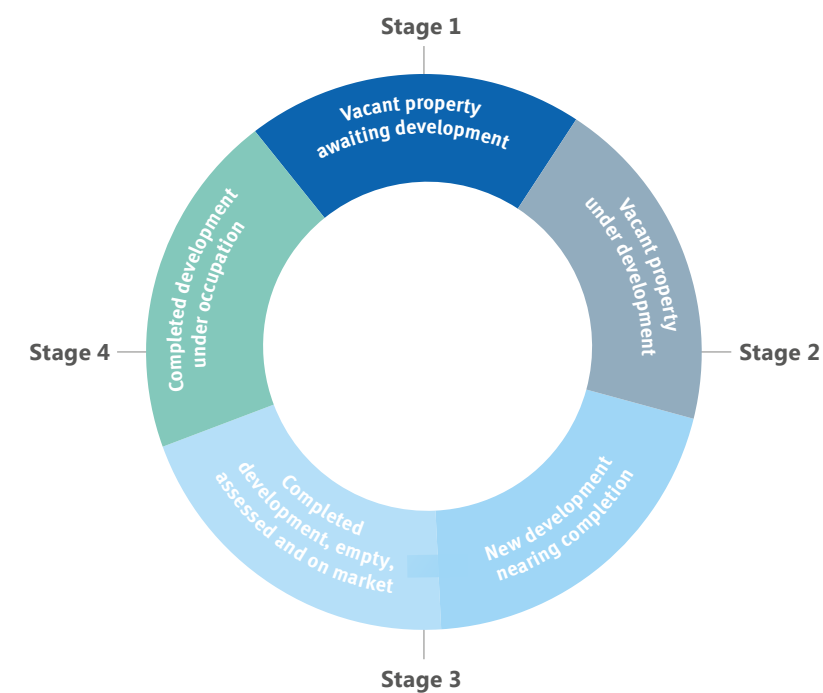 Stage 1
Vacant property
awaiting development
Vacant property
under development
Stage 2
New development
nearing completion
Stage 3
Completed
development, empty,
assessed and on market
Stage 4
Completed development
under occupation